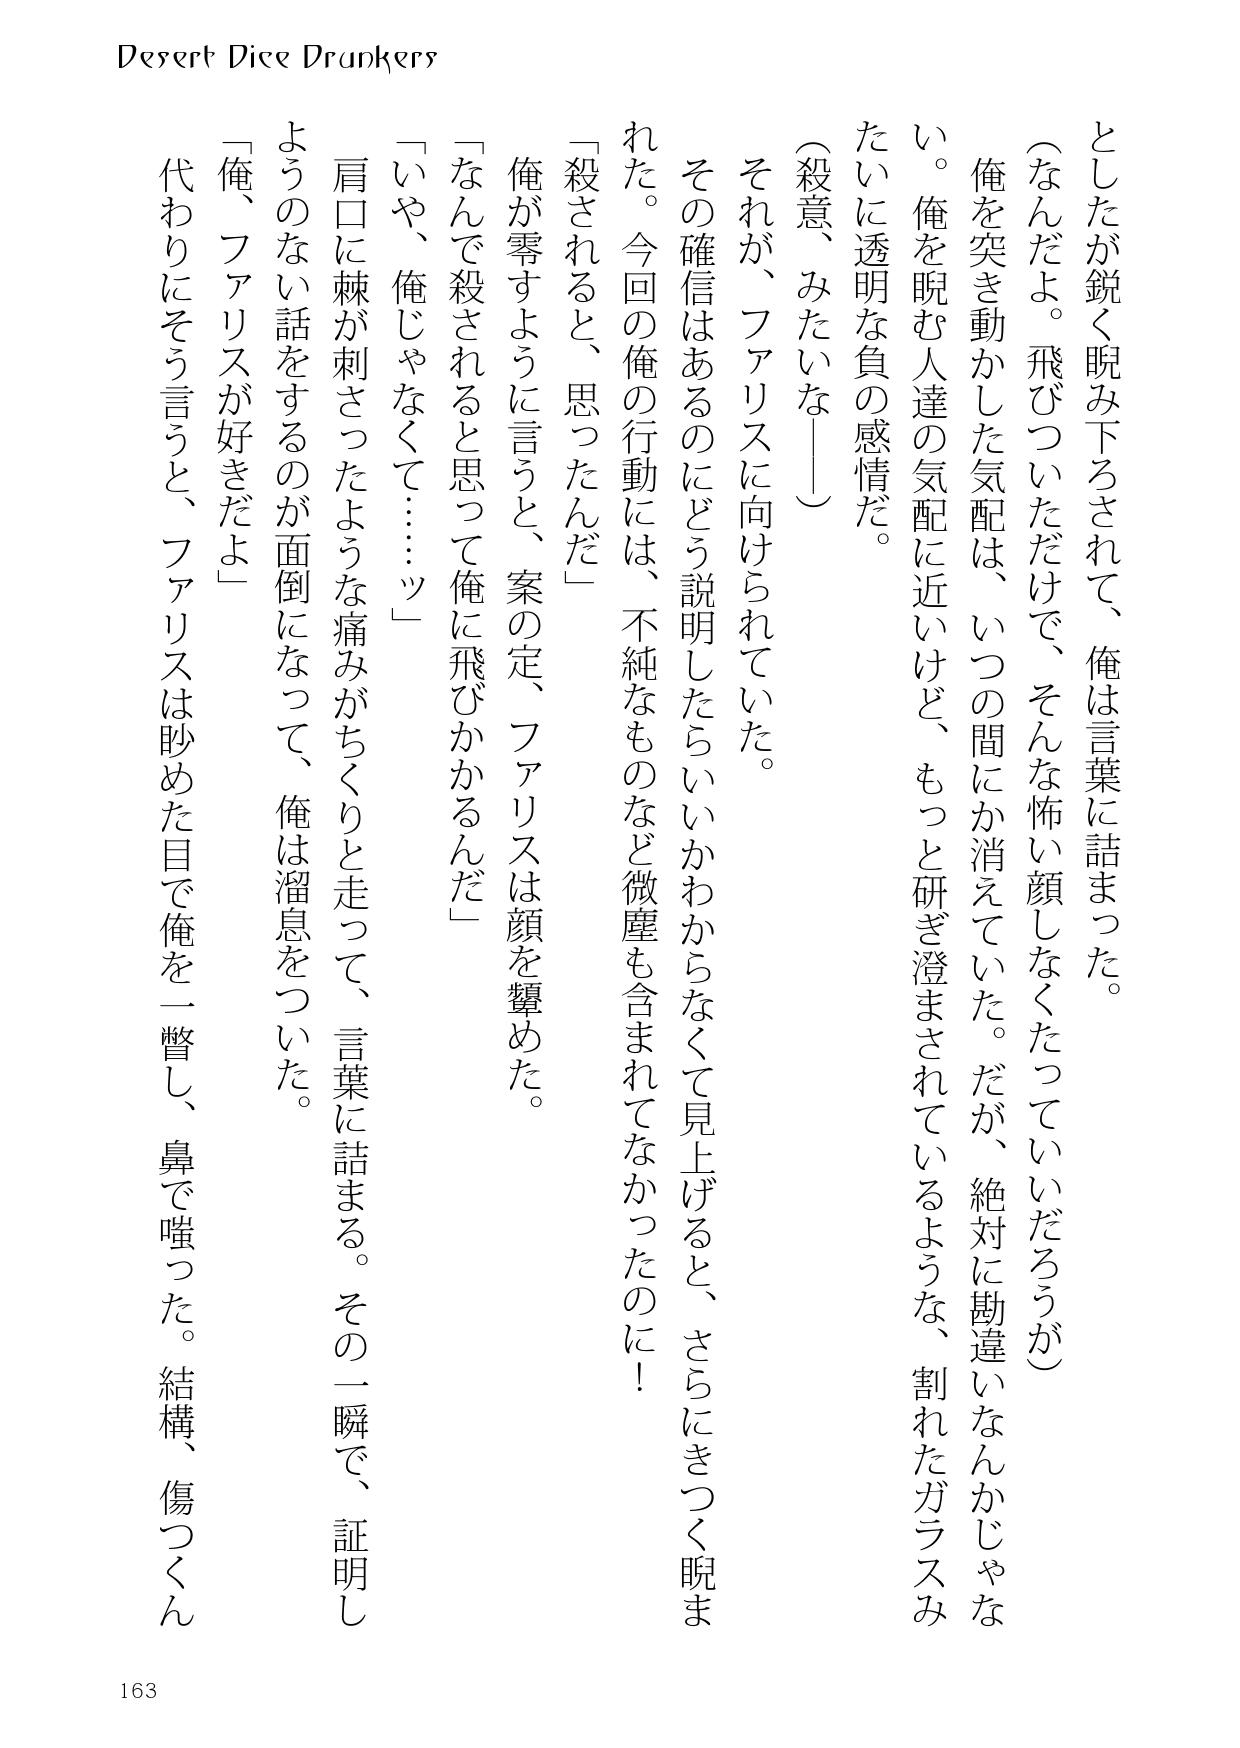 Desert Dice Drunkers
としたが鋭く睨み下ろされて、俺は言葉に詰まった。
（なんだよ。飛びついただけで、そんな怖い顔しなくたっていいだろうが）
俺を突き動かした気配は、いつの間にか消えていた。だが、絶対に勘違いなんかじゃな
い。俺を睨む人達の気配に近いけど、もっと研ぎ澄まされているような、割れたガラスみ
たいに透明な負の感情だ。
（殺意、みたいな――）
それが、ファリスに向けられていた。
その確信はあるのにどう説明したらいいかわからなくて見上げると、さらにきつく睨ま
れた。今回の俺の行動には、不純なものなど微塵も含まれてなかったのに！
「殺されると、思ったんだ」
俺が零すように言うと、案の定、ファリスは顔を顰めた。
「なんで殺されると思って俺に飛びかかるんだ」
「いや、俺じゃなくて……ッ」
肩口に棘が刺さったような痛みがちくりと走って、言葉に詰まる。その一瞬で、証明し
ようのない話をするのが面倒になって、俺は溜息をついた。
「俺、ファリスが好きだよ」
代わりにそう言うと、ファリスは眇めた目で俺を一瞥し、鼻で嗤った。結構、傷つくん
163